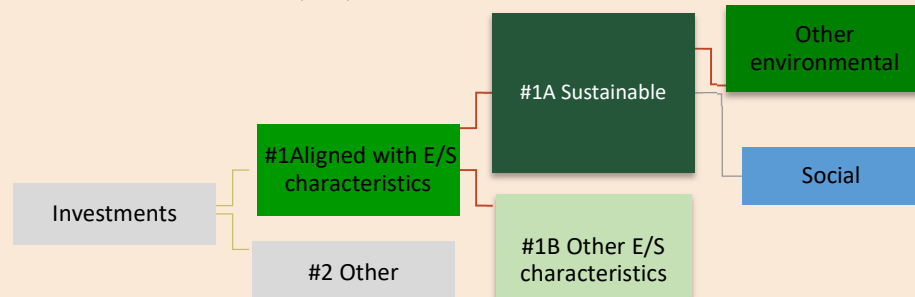 Other
environmental
#1A Sustainable
#1Aligned with E/S
characteristics
Social
Investments
#1B Other E/S
characteristics
#2 Other